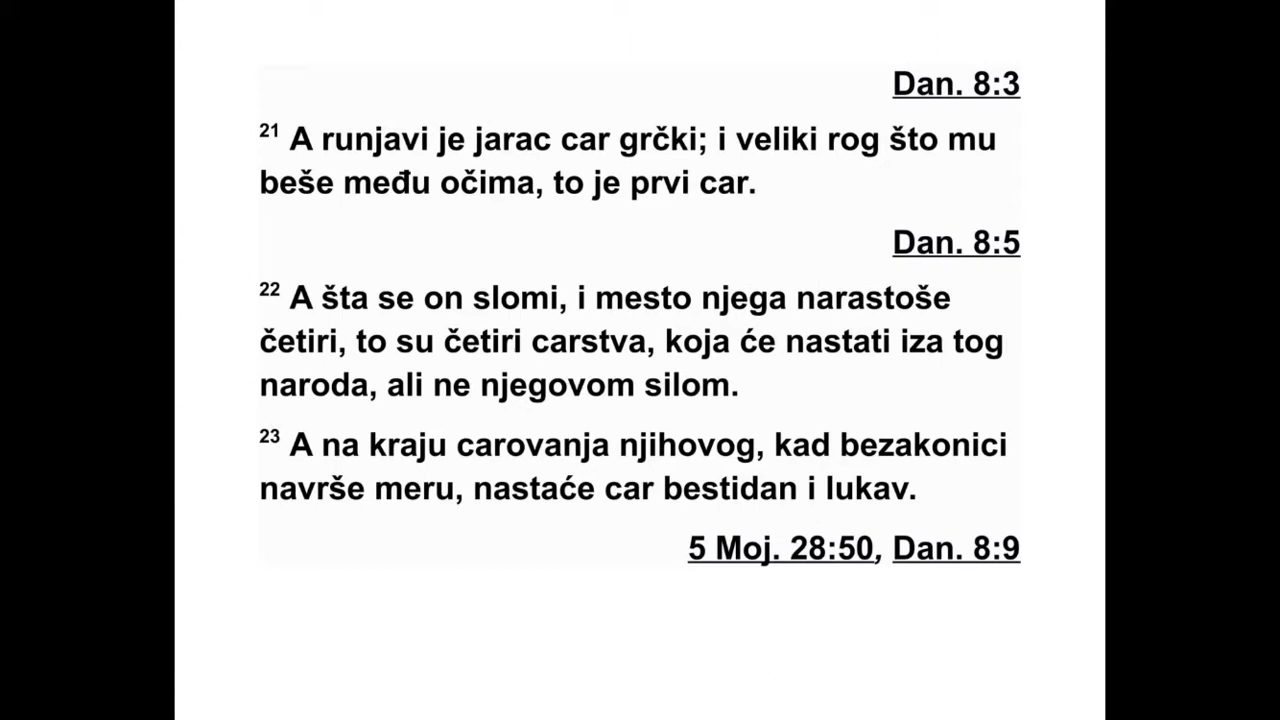 Dan. 8:3
21 A runjavi je jarac car grčki; i veliki rog što mu
beše među očima, to je prvi car.
Dan. 8:5
22 A šta se on slomi, i mesto njega narastoše
četiri, to su četiri carstva, koja će nastati iza tog
naroda, ali ne njegovom silom.
23 A na kraju carovanja njihovog, kad bezakonici
navrše meru, nastaće car bestidan i lukav.
5 Moj. 28:50, Dan. 8:9